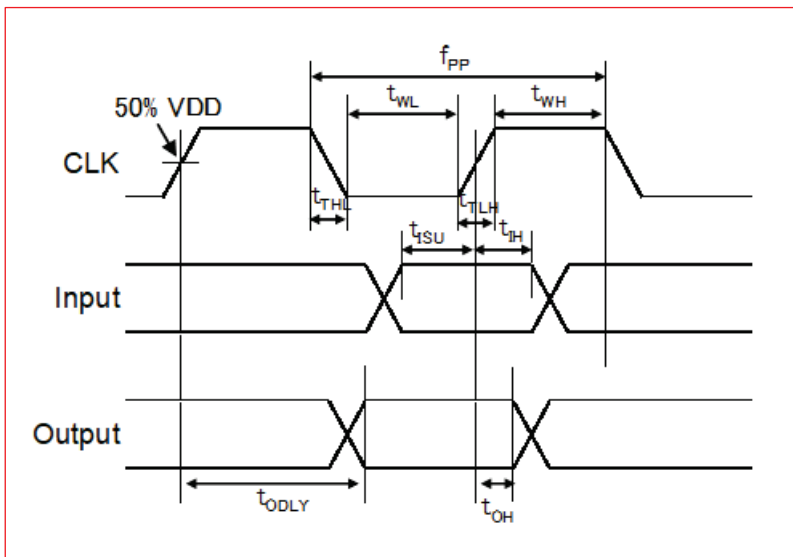 fPP
tWL
tWH
50% VDD
CLK
tTHL
tTLH
tISU
tIH
Input
Output
tODLY
tOH